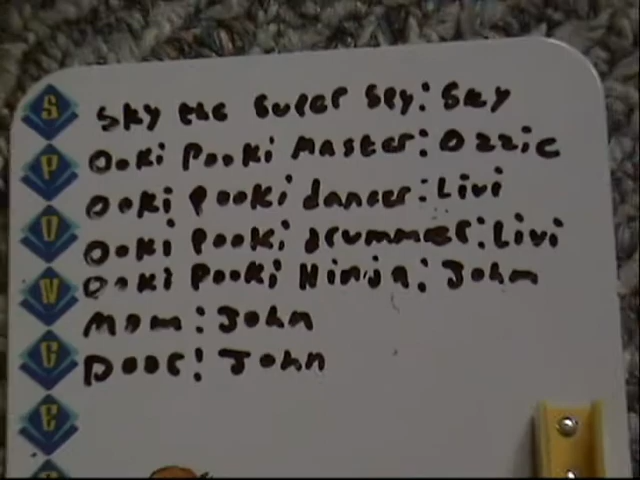 Sky the Super Spy: Sky
Ooki Pooki Master: Ozzie
Ooki Pooki dancer: Livi
Ooki Pooki drummer: Livi
Ooki Pooki Ninja: John
Mom: John
Door: John
S
P
O
N
G
E